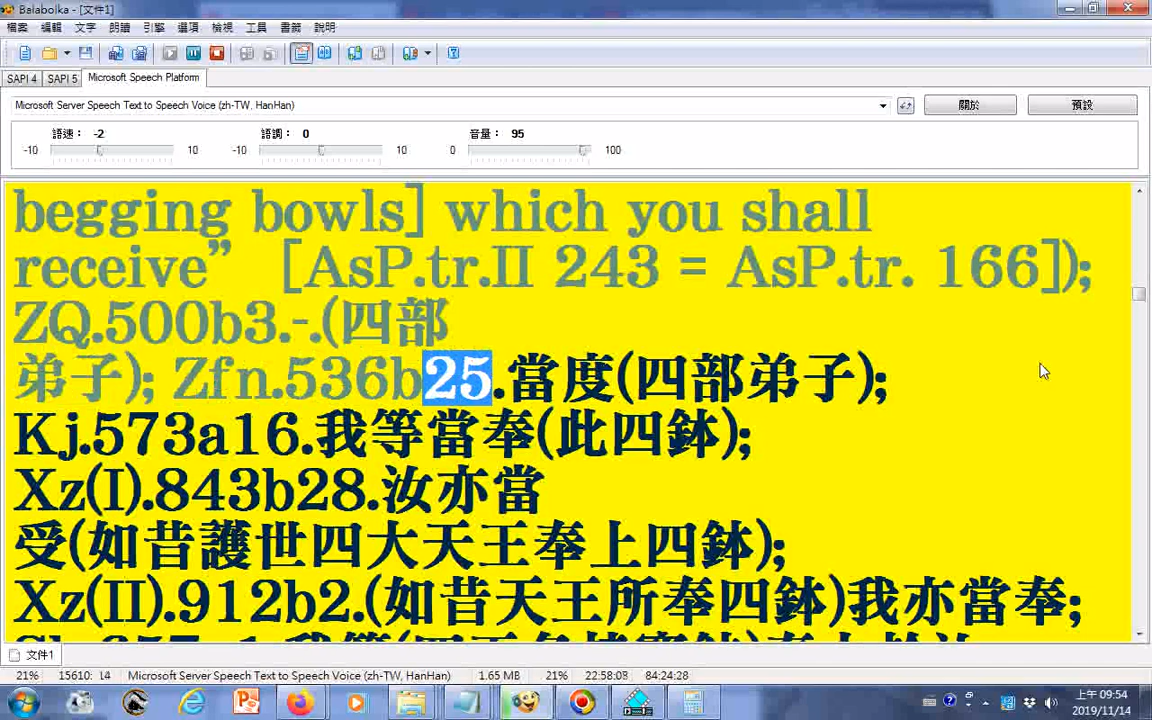 Balabolka - [文件1]
檔案 編輯 文字 朗讀 引擎 選項 檢視 工具 書籤 說明
SAPI 4 SAPI 5 Microsoft Speech Platform
Microsoft Server Speech Text to Speech Voice (zh-TW, HanHan) 關於 預設
語速： -2 語調： 0 音量： 95
-10 10 -10 10 0 100
begging bowls] which you shall
receive” [AsP.tr.II 243 = AsP.tr. 166]);
ZQ.500b3.-.(四部
弟子); Zfn.536b25.當度(四部弟子);
Kj.573a16.我等當奉(此四鉢);
Xz(I).843b28.汝亦當
受(如昔護世四大天王奉上四鉢);
Xz(II).912b2.(如昔天王所奉四鉢)我亦當奉;
文件1
21% 15610: 14 Microsoft Server Speech Text to Speech Voice (zh-TW, HanHan) 1.65 MB 21% 22:58:08 84:24:28
上午 09:54
2019/11/14